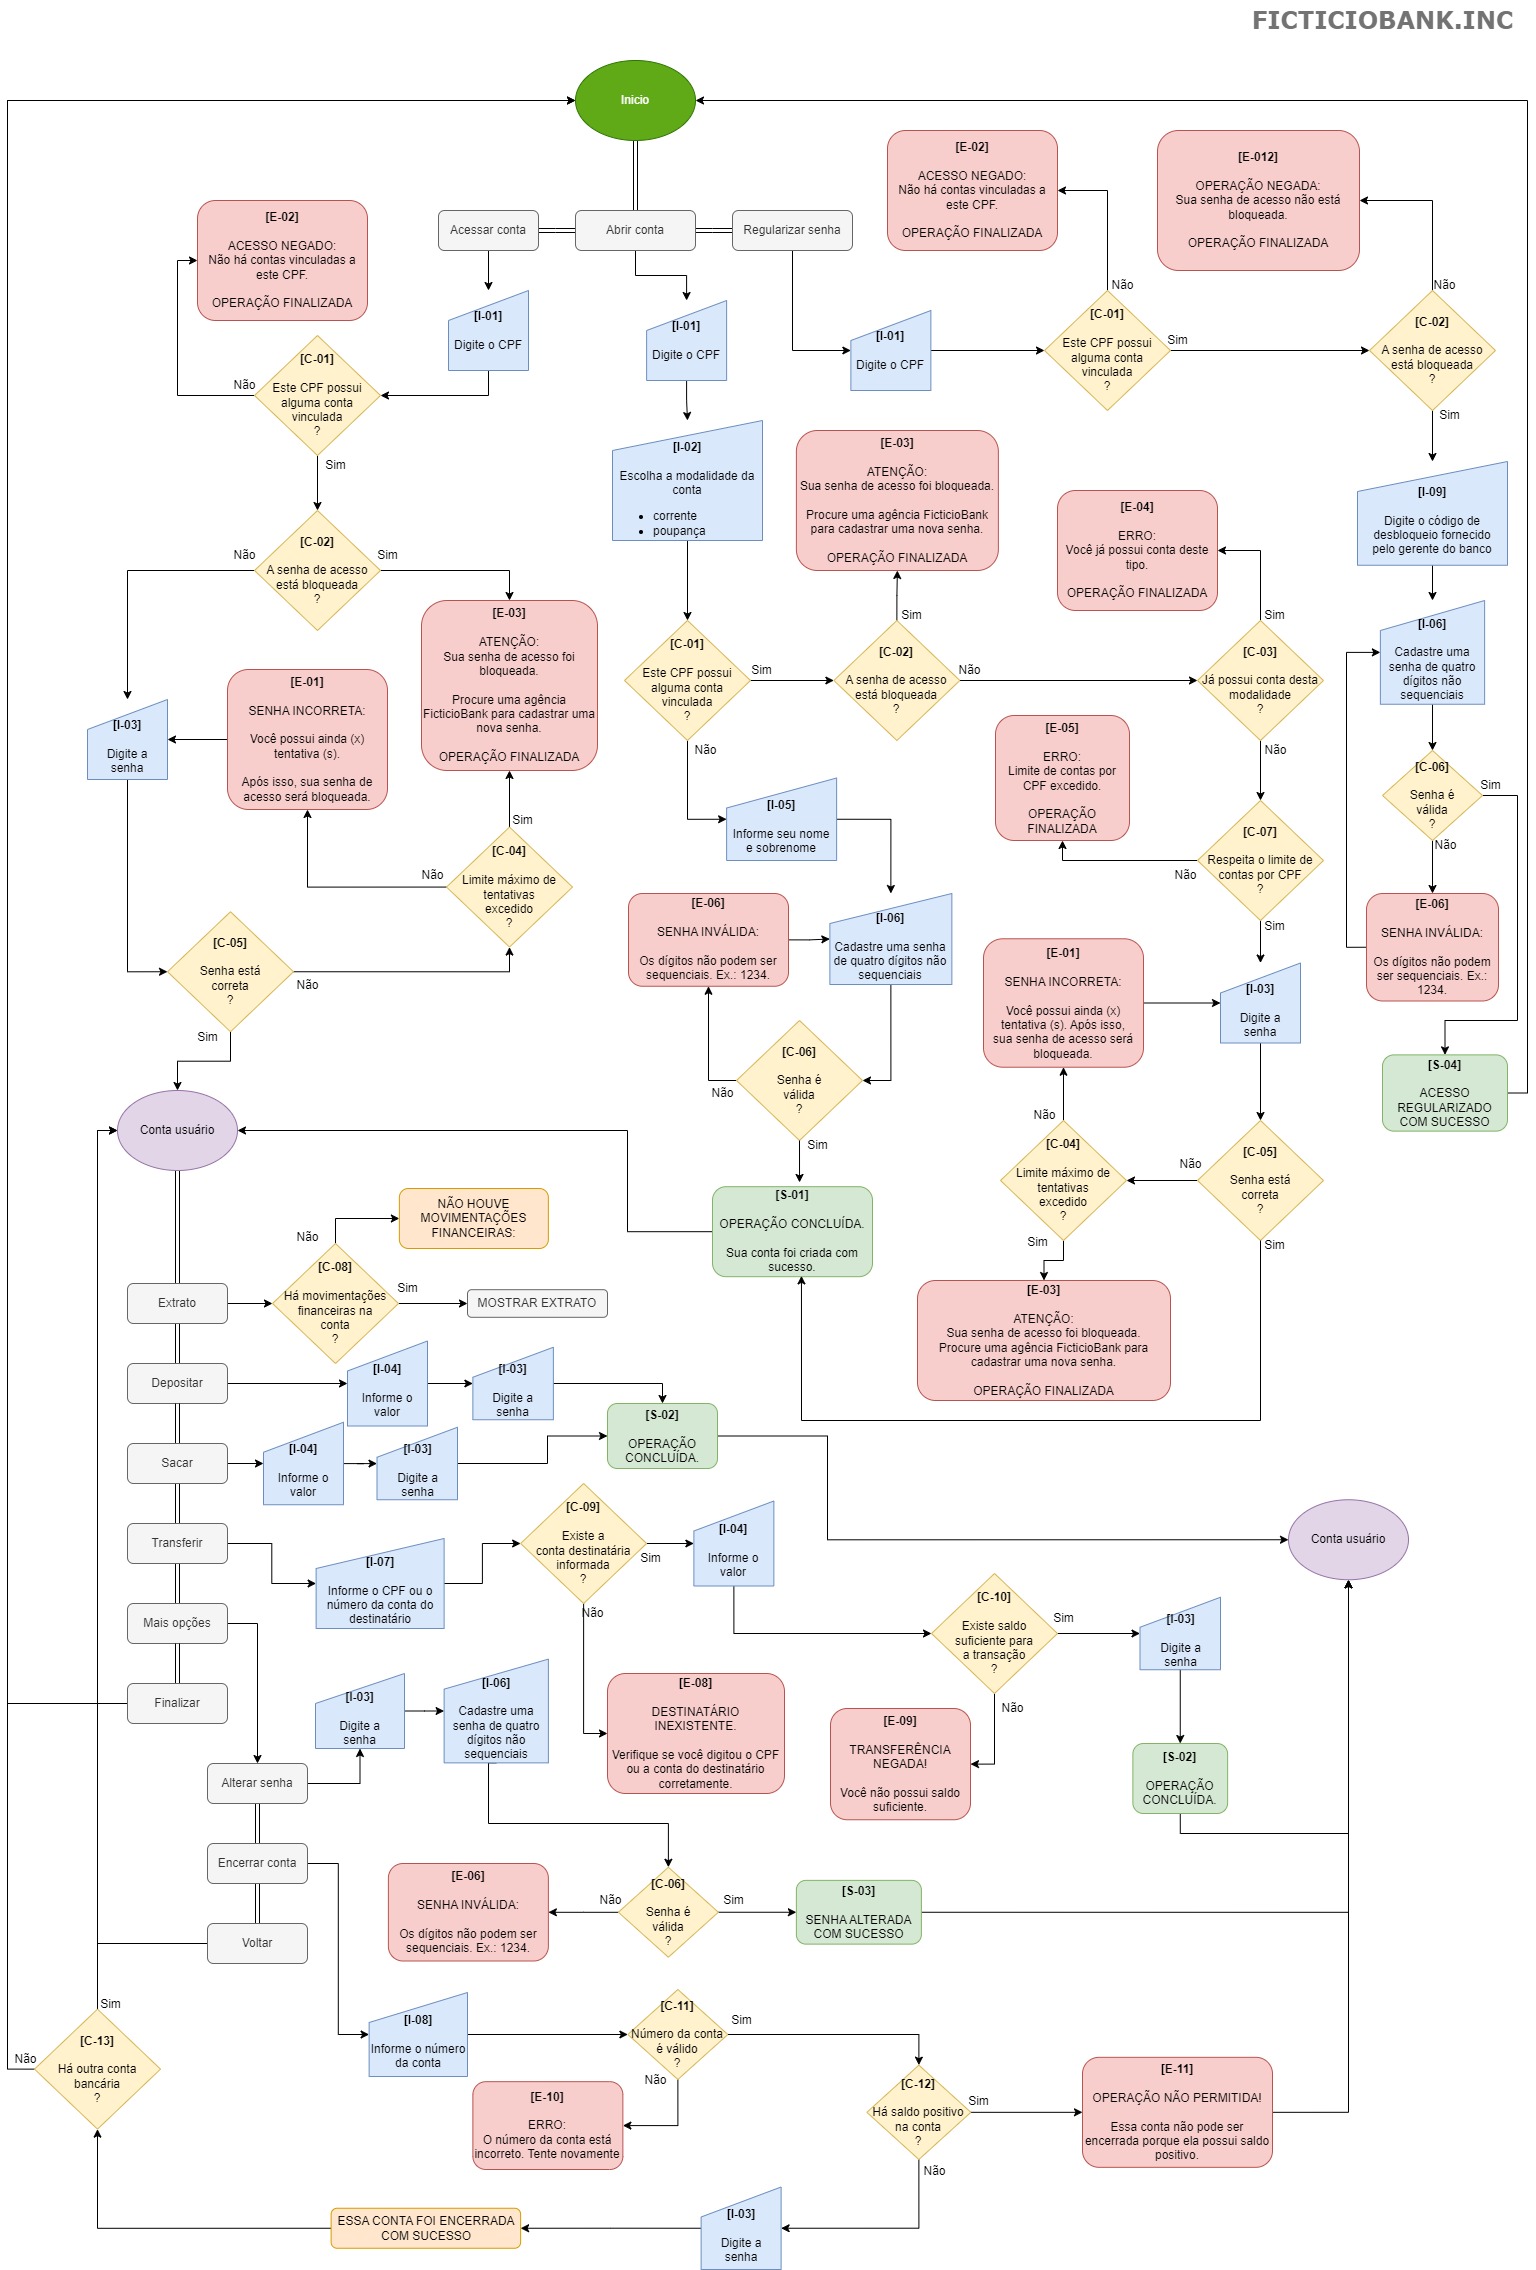 FICTICIOBANK.INC
Inicio
Acessar conta
Abrir conta
Regularizar senha
[E-02]
ACESSO NEGADO:
Não há contas vinculadas a
este CPF.
OPERAÇÃO FINALIZADA
[I-01]
Digite o CPF
[C-01]
Este CPF possui
alguma conta
vinculada
?
Não
Sim
[C-02]
A senha de acesso
está bloqueada
?
Não
Sim
[E-03]
ATENÇÃO:
Sua senha de acesso foi
bloqueada.
Procure uma agência
FicticioBank para cadastrar uma
nova senha.
OPERAÇÃO FINALIZADA
[I-03]
Digite a
senha
[E-01]
SENHA INCORRETA:
Você possui ainda (x)
tentativa (s).
Após isso, sua senha de
acesso será bloqueada.
[C-04]
Limite máximo de
tentativas
excedido
?
Sim
Não
[C-05]
Senha está
correta
?
Não
Sim
[I-01]
Digite o CPF
[I-02]
Escolha a modalidade da
conta
• corrente
• poupança
[C-01]
Este CPF possui
alguma conta
vinculada
?
Sim
Não
[C-02]
A senha de acesso
está bloqueada
?
Sim
Não
[E-03]
ATENÇÃO:
Sua senha de acesso foi bloqueada.
Procure uma agência FicticioBank
para cadastrar uma nova senha.
OPERAÇÃO FINALIZADA
[C-03]
Já possui conta desta
modalidade
?
Sim
Não
[E-04]
ERRO:
Você já possui conta deste
tipo.
OPERAÇÃO FINALIZADA
[E-05]
ERRO:
Limite de contas por
CPF excedido.
OPERAÇÃO
FINALIZADA
[C-07]
Respeita o limite de
contas por CPF
?
Não
Sim
[I-05]
Informe seu nome
e sobrenome
[E-06]
SENHA INVÁLIDA:
Os dígitos não podem ser
sequenciais. Ex.: 1234.
[I-06]
Cadastre uma senha
de quatro dígitos não
sequenciais
[C-06]
Senha é
válida
?
Não
Sim
[S-01]
OPERAÇÃO CONCLUÍDA.
Sua conta foi criada com
sucesso.
[E-01]
SENHA INCORRETA:
Você possui ainda (x)
tentativa (s). Após isso,
sua senha de acesso será
bloqueada.
[I-03]
Digite a
senha
[C-04]
Limite máximo de
tentativas
excedido
?
Não
Sim
[C-05]
Senha está
correta
?
Não
Sim
[E-03]
ATENÇÃO:
Sua senha de acesso foi bloqueada.
Procure uma agência FicticioBank para
cadastrar uma nova senha.
OPERAÇÃO FINALIZADA
[I-01]
Digite o CPF
[E-02]
ACESSO NEGADO:
Não há contas vinculadas a
este CPF.
OPERAÇÃO FINALIZADA
[C-01]
Este CPF possui
alguma conta
vinculada
?
Não
Sim
[E-012]
OPERAÇÃO NEGADA:
Sua senha de acesso não está
bloqueada.
OPERAÇÃO FINALIZADA
[C-02]
A senha de acesso
está bloqueada
?
Não
Sim
[I-09]
Digite o código de
desbloqueio fornecido
pelo gerente do banco
[I-06]
Cadastre uma
senha de quatro
dígitos não
sequenciais
[C-06]
Senha é
válida
?
Sim
Não
[E-06]
SENHA INVÁLIDA:
Os dígitos não podem
ser sequenciais. Ex.:
1234.
[S-04]
ACESSO
REGULARIZADO
COM SUCESSO
Conta usuário
Extrato
Depositar
Sacar
Transferir
Mais opções
Finalizar
[C-08]
Há movimentações
financeiras na
conta
?
Não
Sim
NÃO HOUVE
MOVIMENTAÇÕES
FINANCEIRAS:
MOSTRAR EXTRATO
[I-04]
Informe o
valor
[I-03]
Digite a
senha
[I-04]
Informe o
valor
[I-03]
Digite a
senha
[S-02]
OPERAÇÃO
CONCLUÍDA.
[I-07]
Informe o CPF ou o
número da conta do
destinatário
[C-09]
Existe a
conta destinatária
informada
?
Sim
Não
[I-04]
Informe o
valor
[E-08]
DESTINATÁRIO
INEXISTENTE.
Verifique se você digitou o CPF
ou a conta do destinatário
corretamente.
[C-10]
Existe saldo
suficiente para
a transação
?
Sim
Não
[E-09]
TRANSFERÊNCIA
NEGADA!
Você não possui saldo
suficiente.
[I-03]
Digite a
senha
[S-02]
OPERAÇÃO
CONCLUÍDA.
Conta usuário
Alterar senha
Encerrar conta
Voltar
[I-03]
Digite a
senha
[I-06]
Cadastre uma
senha de quatro
dígitos não
sequenciais
[E-06]
SENHA INVÁLIDA:
Os dígitos não podem ser
sequenciais. Ex.: 1234.
[C-06]
Senha é
válida
?
Não
Sim
[S-03]
SENHA ALTERADA
COM SUCESSO
[I-08]
Informe o número
da conta
[C-11]
Número da conta
é válido
?
Sim
Não
[E-10]
ERRO:
O número da conta está
incorreto. Tente novamente
[C-12]
Há saldo positivo
na conta
?
Sim
Não
[E-11]
OPERAÇÃO NÃO PERMITIDA!
Essa conta não pode ser
encerrada porque ela possui saldo
positivo.
[I-03]
Digite a
senha
ESSA CONTA FOI ENCERRADA
COM SUCESSO
[C-13]
Há outra conta
bancária
?
Sim
Não